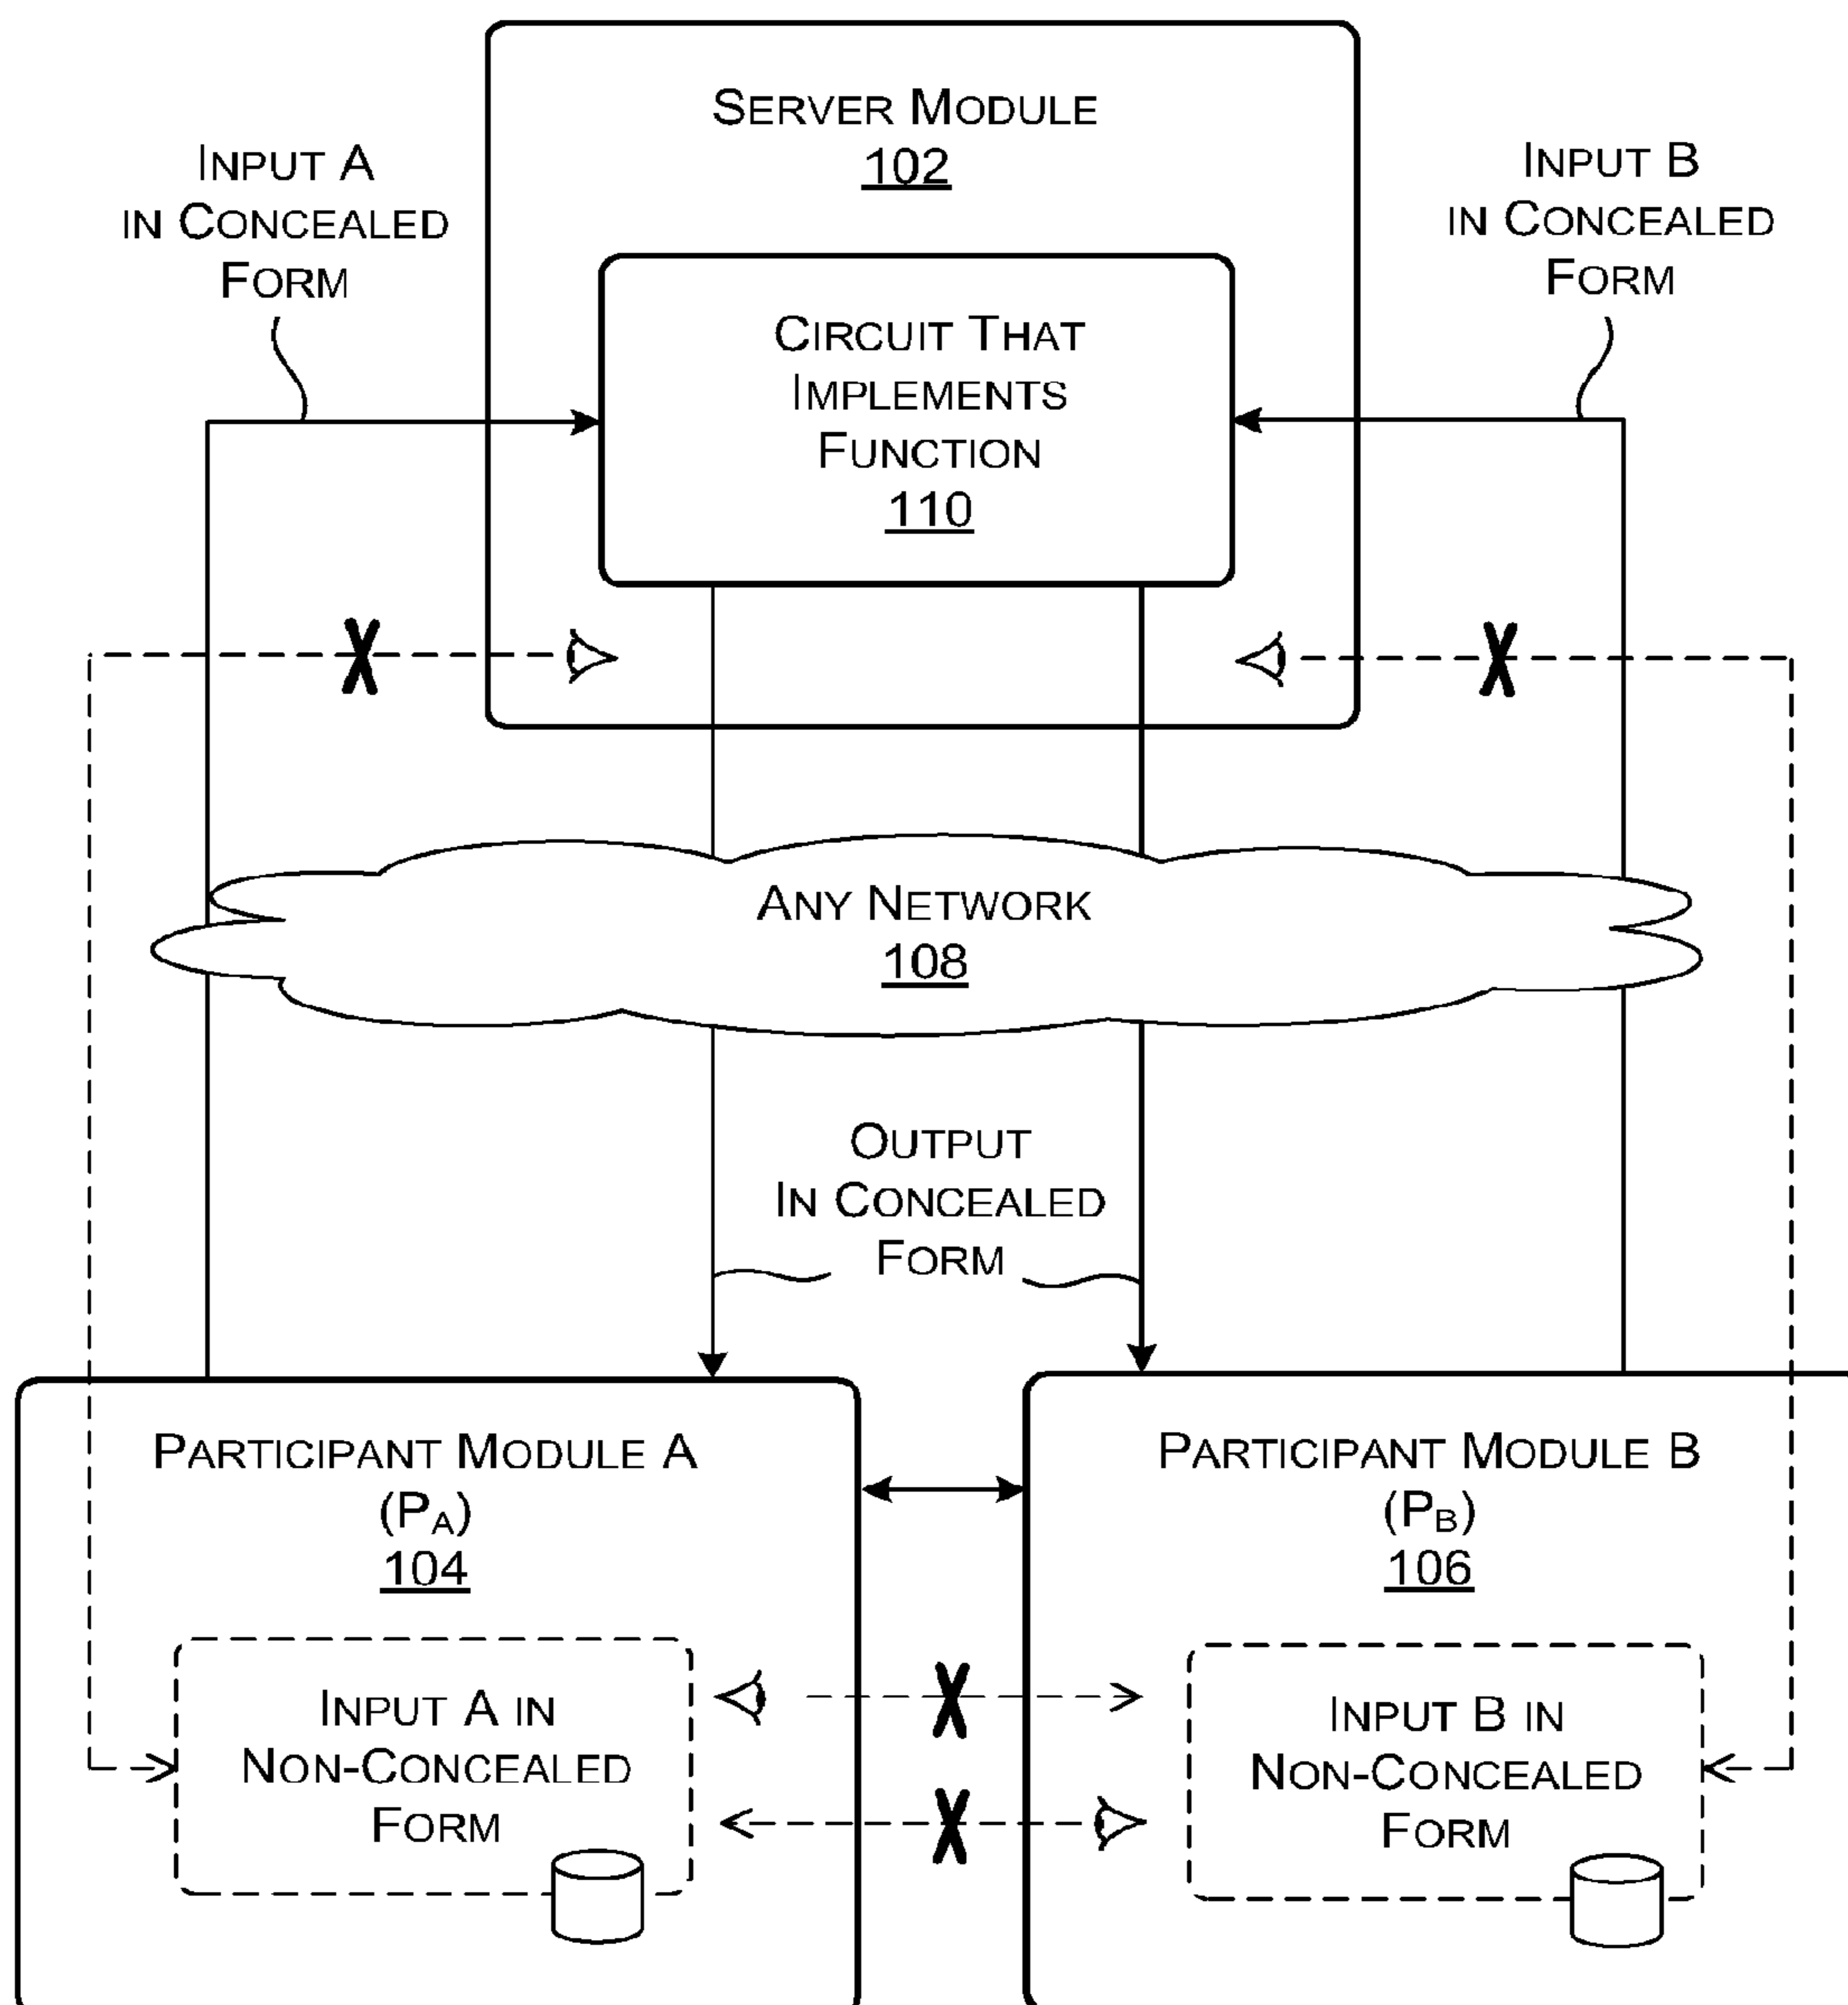 SERVER MODULE
102
INPUT A
IN CONCEALED
FORM
INPUT B
IN CONCEALED
FORM
CIRCUIT THAT
IMPLEMENTS
FUNCTION
110
ANY NETWORK
108
OUTPUT
IN CONCEALED
FORM
PARTICIPANT MODULE A
(PA)
104
PARTICIPANT MODULE B
(PB)
106
INPUT A IN
NON-CONCEALED
FORM
INPUT B IN
NON-CONCEALED
FORM